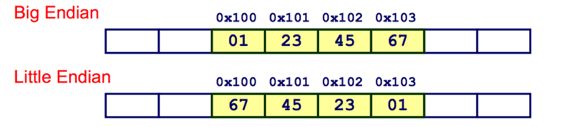 Big Endian
0x100 0x101 0x102 0x103
01 23 45 67
Little Endian
0x100 0x101 0x102 0x103
67 45 23 01